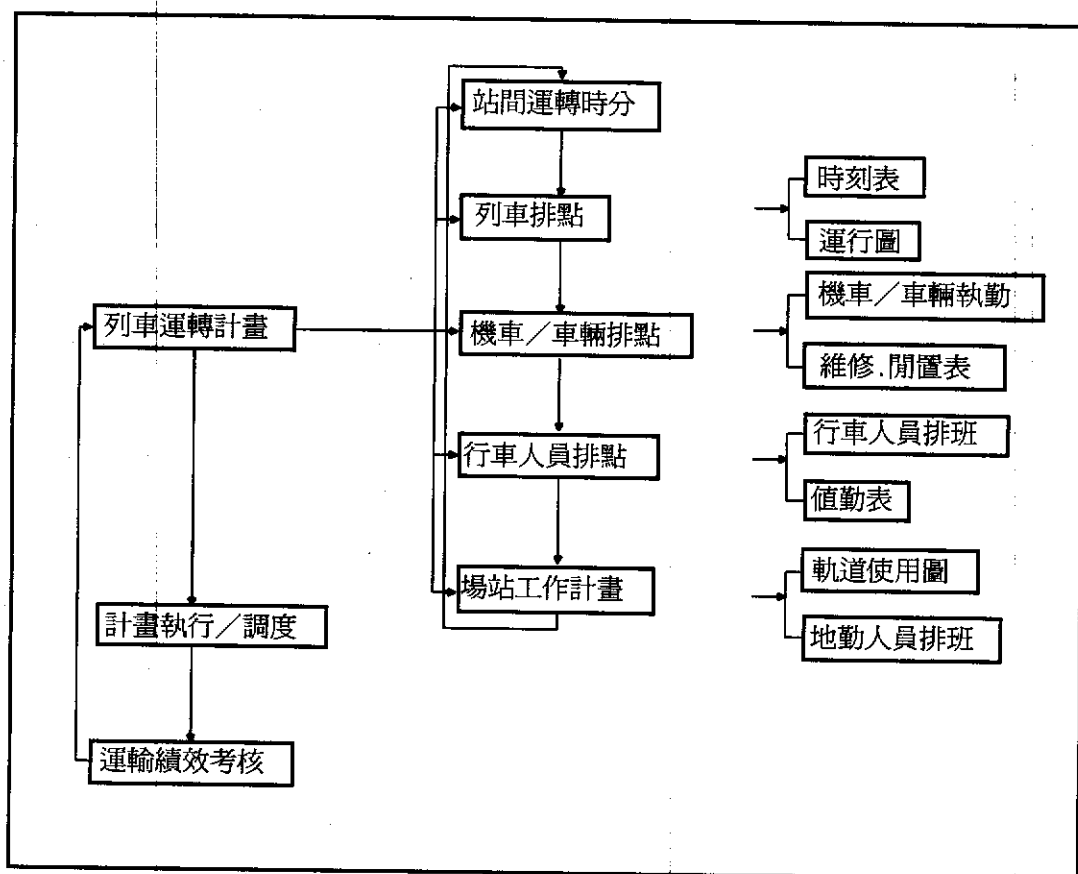 站間運轉時分
列車排點
時刻表
運行圖
列車運轉計畫
機車／車輛排點
機車／車輛執勤
維修.閒置表
行車人員排點
行車人員排班
值勤表
場站工作計畫
軌道使用圖
計畫執行／調度
地勤人員排班
運輸績效考核